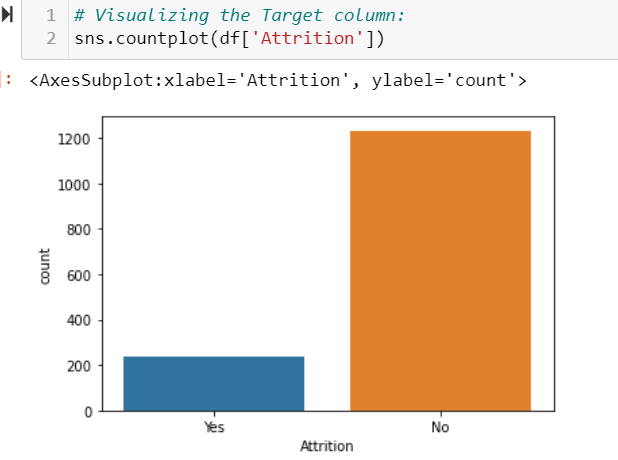 1 # Visualizing the Target column:
2 sns.countplot(df['Attrition'])
]: <AxesSubplot:xlabel='Attrition', ylabel='count'>
1200
1000
800
600
400
200
0
count
Yes No
Attrition